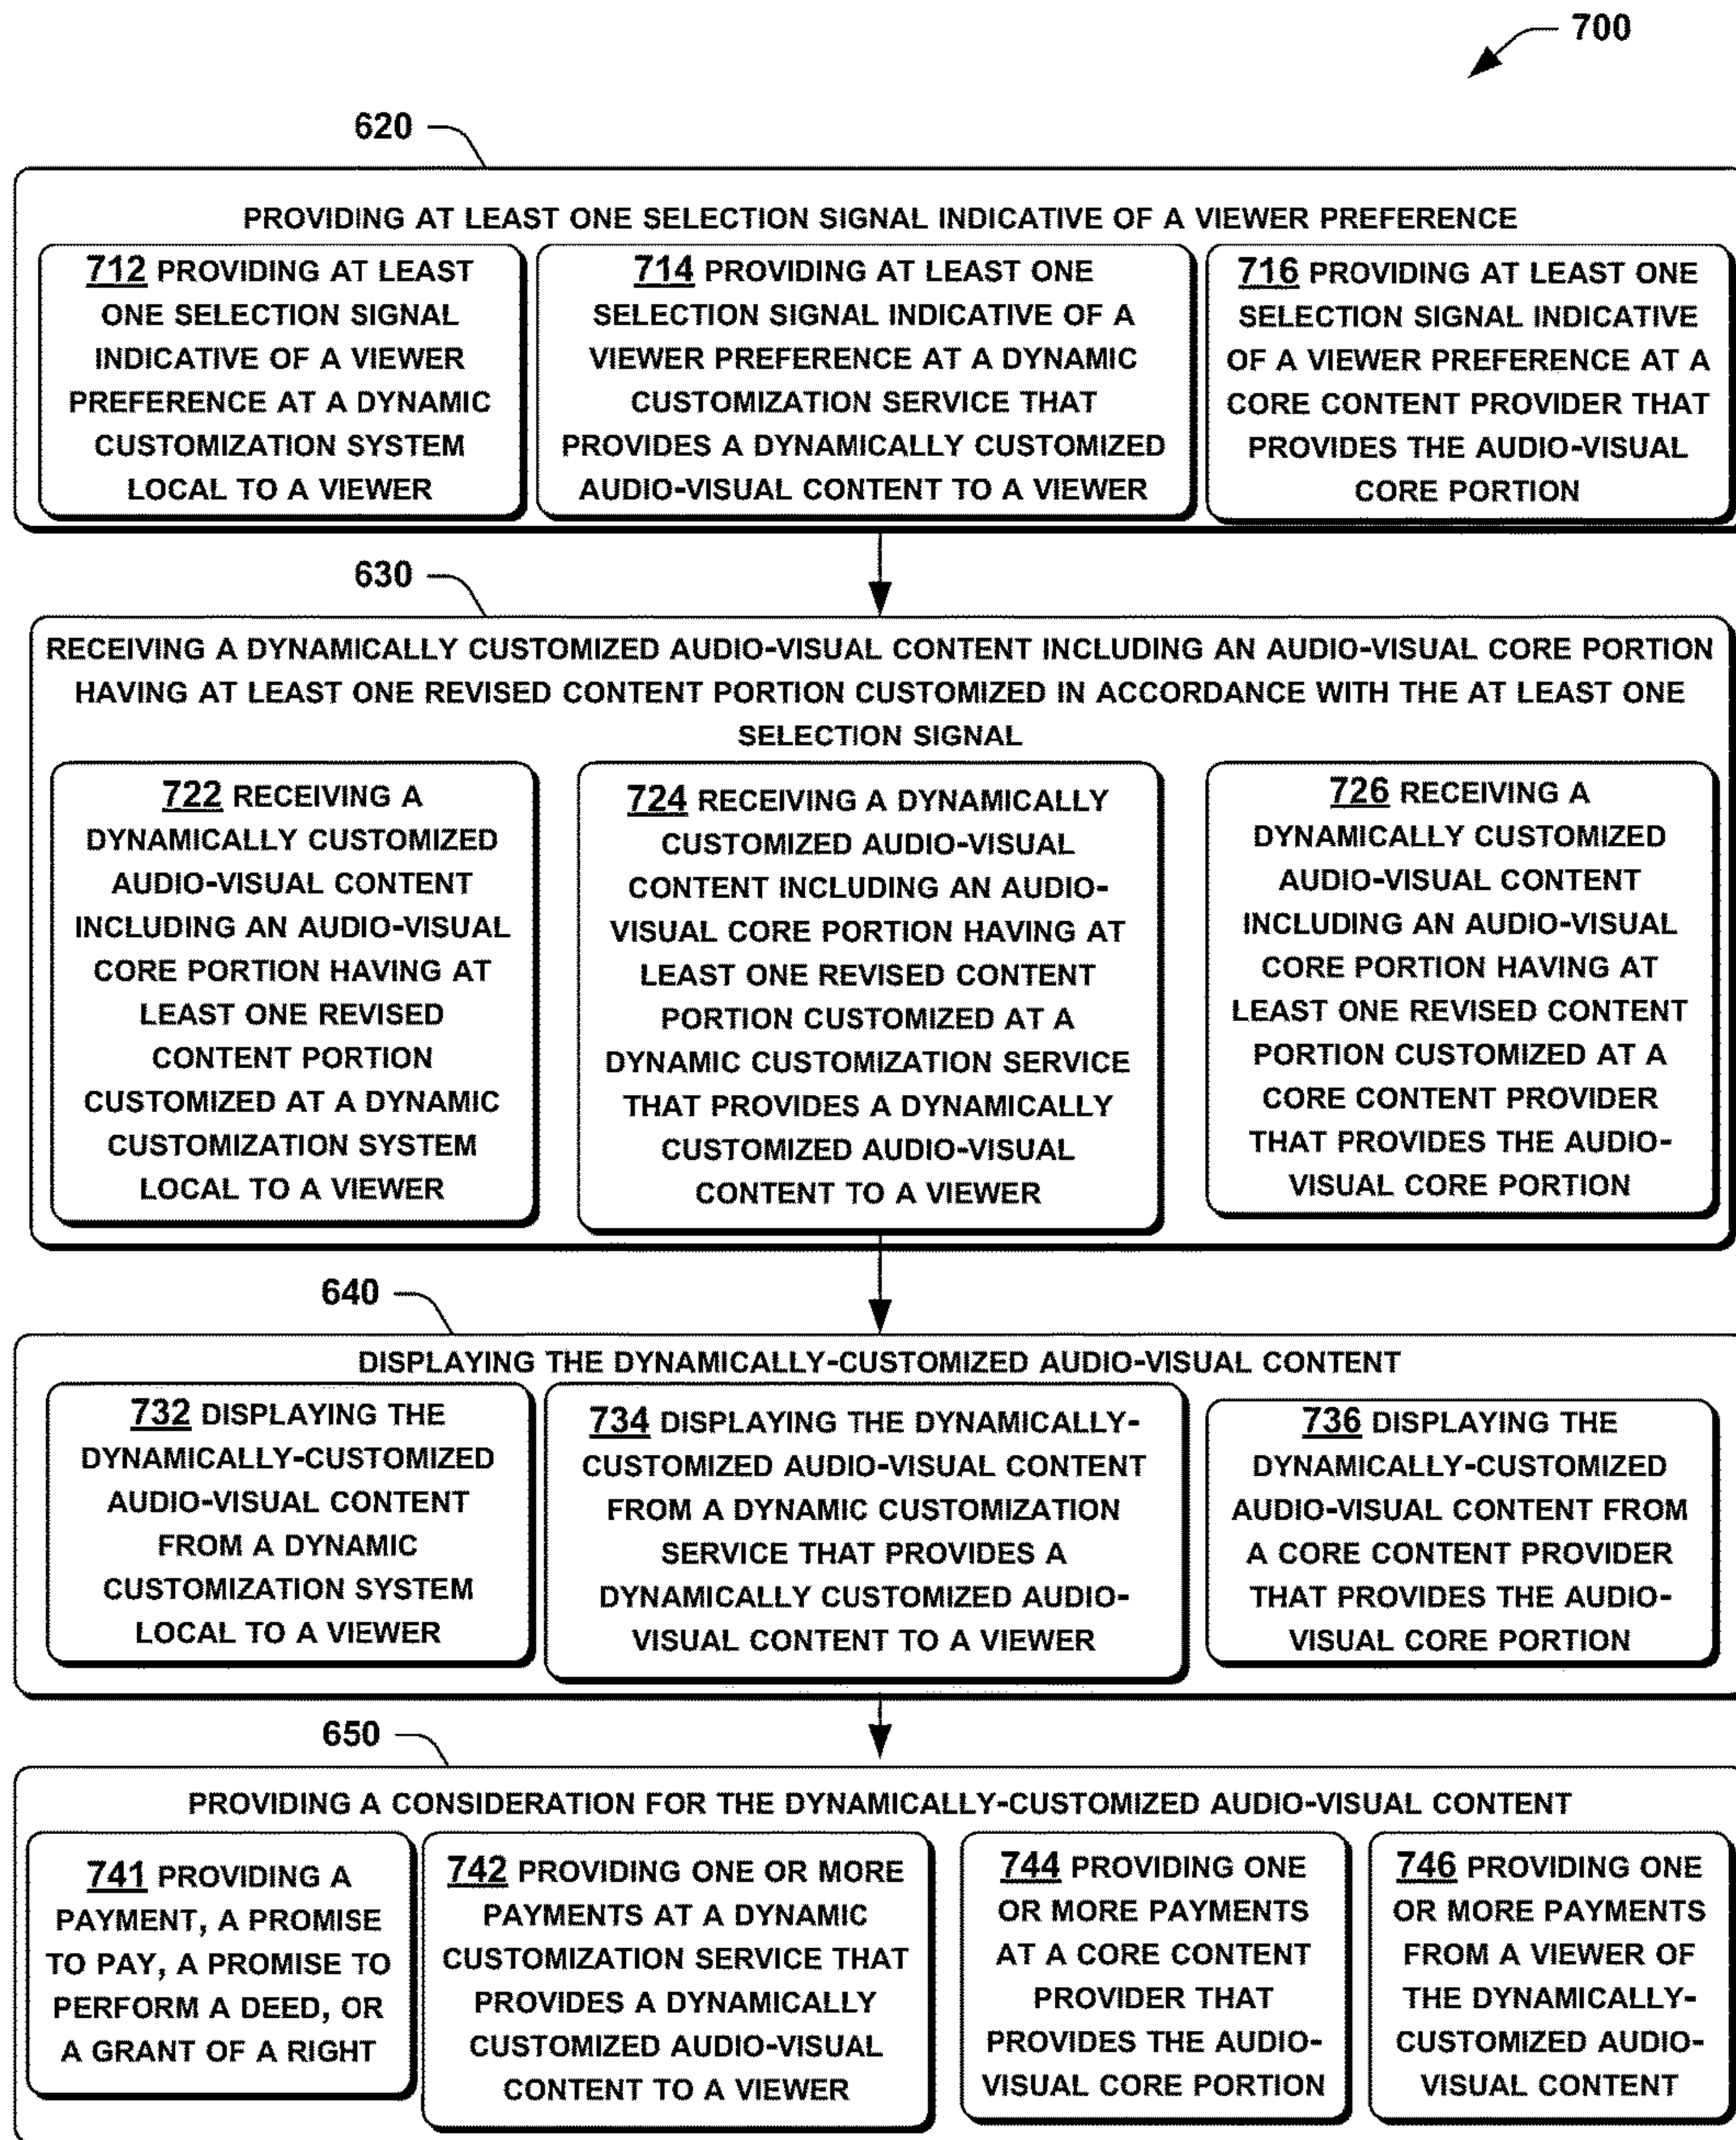 700
620
PROVIDING AT LEAST ONE SELECTION SIGNAL INDICATIVE OF A VIEWER PREFERENCE
712 PROVIDING AT LEAST
ONE SELECTION SIGNAL
INDICATIVE OF A VIEWER
PREFERENCE AT A DYNAMIC
CUSTOMIZATION SYSTEM
LOCAL TO A VIEWER
714 PROVIDING AT LEAST ONE
SELECTION SIGNAL INDICATIVE OF A
VIEWER PREFERENCE AT A DYNAMIC
CUSTOMIZATION SERVICE THAT
PROVIDES A DYNAMICALLY CUSTOMIZED
AUDIO-VISUAL CONTENT TO A VIEWER
716 PROVIDING AT LEAST ONE
SELECTION SIGNAL INDICATIVE
OF A VIEWER PREFERENCE AT A
CORE CONTENT PROVIDER THAT
PROVIDES THE AUDIO-VISUAL
CORE PORTION
630
RECEIVING A DYNAMICALLY CUSTOMIZED AUDIO-VISUAL CONTENT INCLUDING AN AUDIO-VISUAL CORE PORTION
HAVING AT LEAST ONE REVISED CONTENT PORTION CUSTOMIZED IN ACCORDANCE WITH THE AT LEAST ONE
SELECTION SIGNAL
722 RECEIVING A
DYNAMICALLY CUSTOMIZED
AUDIO-VISUAL CONTENT
INCLUDING AN AUDIO-VISUAL
CORE PORTION HAVING AT
LEAST ONE REVISED
CONTENT PORTION
CUSTOMIZED AT A DYNAMIC
CUSTOMIZATION SYSTEM
LOCAL TO A VIEWER
724 RECEIVING A DYNAMICALLY
CUSTOMIZED AUDIO-VISUAL
CONTENT INCLUDING AN AUDIO-
VISUAL CORE PORTION HAVING AT
LEAST ONE REVISED CONTENT
PORTION CUSTOMIZED AT A
DYNAMIC CUSTOMIZATION SERVICE
THAT PROVIDES A DYNAMICALLY
CUSTOMIZED AUDIO-VISUAL
CONTENT TO A VIEWER
726 RECEIVING A
DYNAMICALLY CUSTOMIZED
AUDIO-VISUAL CONTENT
INCLUDING AN AUDIO-VISUAL
CORE PORTION HAVING AT
LEAST ONE REVISED CONTENT
PORTION CUSTOMIZED AT A
CORE CONTENT PROVIDER
THAT PROVIDES THE AUDIO-
VISUAL CORE PORTION
640
DISPLAYING THE DYNAMICALLY-CUSTOMIZED AUDIO-VISUAL CONTENT
732 DISPLAYING THE
DYNAMICALLY-CUSTOMIZED
AUDIO-VISUAL CONTENT
FROM A DYNAMIC
CUSTOMIZATION SYSTEM
LOCAL TO A VIEWER
734 DISPLAYING THE DYNAMICALLY-
CUSTOMIZED AUDIO-VISUAL CONTENT
FROM A DYNAMIC CUSTOMIZATION
SERVICE THAT PROVIDES A
DYNAMICALLY CUSTOMIZED AUDIO-
VISUAL CONTENT TO A VIEWER
736 DISPLAYING THE
DYNAMICALLY-CUSTOMIZED
AUDIO-VISUAL CONTENT FROM
A CORE CONTENT PROVIDER
THAT PROVIDES THE AUDIO-
VISUAL CORE PORTION
650
PROVIDING A CONSIDERATION FOR THE DYNAMICALLY-CUSTOMIZED AUDIO-VISUAL CONTENT
741 PROVIDING A
PAYMENT, A PROMISE
TO PAY, A PROMISE TO
PERFORM A DEED, OR
A GRANT OF A RIGHT
742 PROVIDING ONE OR MORE
PAYMENTS AT A DYNAMIC
CUSTOMIZATION SERVICE THAT
PROVIDES A DYNAMICALLY
CUSTOMIZED AUDIO-VISUAL
CONTENT TO A VIEWER
744 PROVIDING ONE
OR MORE PAYMENTS
AT A CORE CONTENT
PROVIDER THAT
PROVIDES THE AUDIO-
VISUAL CORE PORTION
746 PROVIDING ONE
OR MORE PAYMENTS
FROM A VIEWER OF
THE DYNAMICALLY-
CUSTOMIZED AUDIO-
VISUAL CONTENT